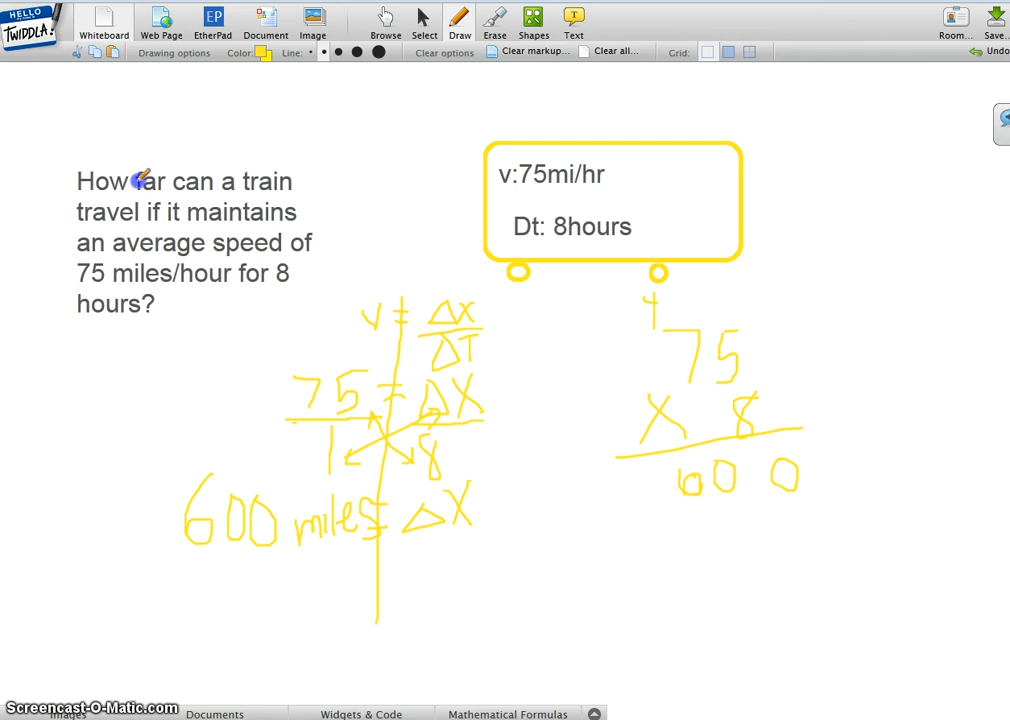 HELLO
TWIDDLA!
Whiteboard Web Page EtherPad Document Image Browse Select Draw Erase Shapes Text Room... Save...
EP T
Drawing options Color: Line: Clear options Clear markup... Clear all... Grid: Undo
How far can a train
travel if it maintains
an average speed of
75 miles/hour for 8
hours?
v:75mi/hr
Dt: 8hours
v = ΔX
ΔT
75 = ΔX
1 8
600 miles = ΔX
4
75
X 8
600
Screencast-O-Matic.com
Images Documents Widgets & Code Mathematical Formulas